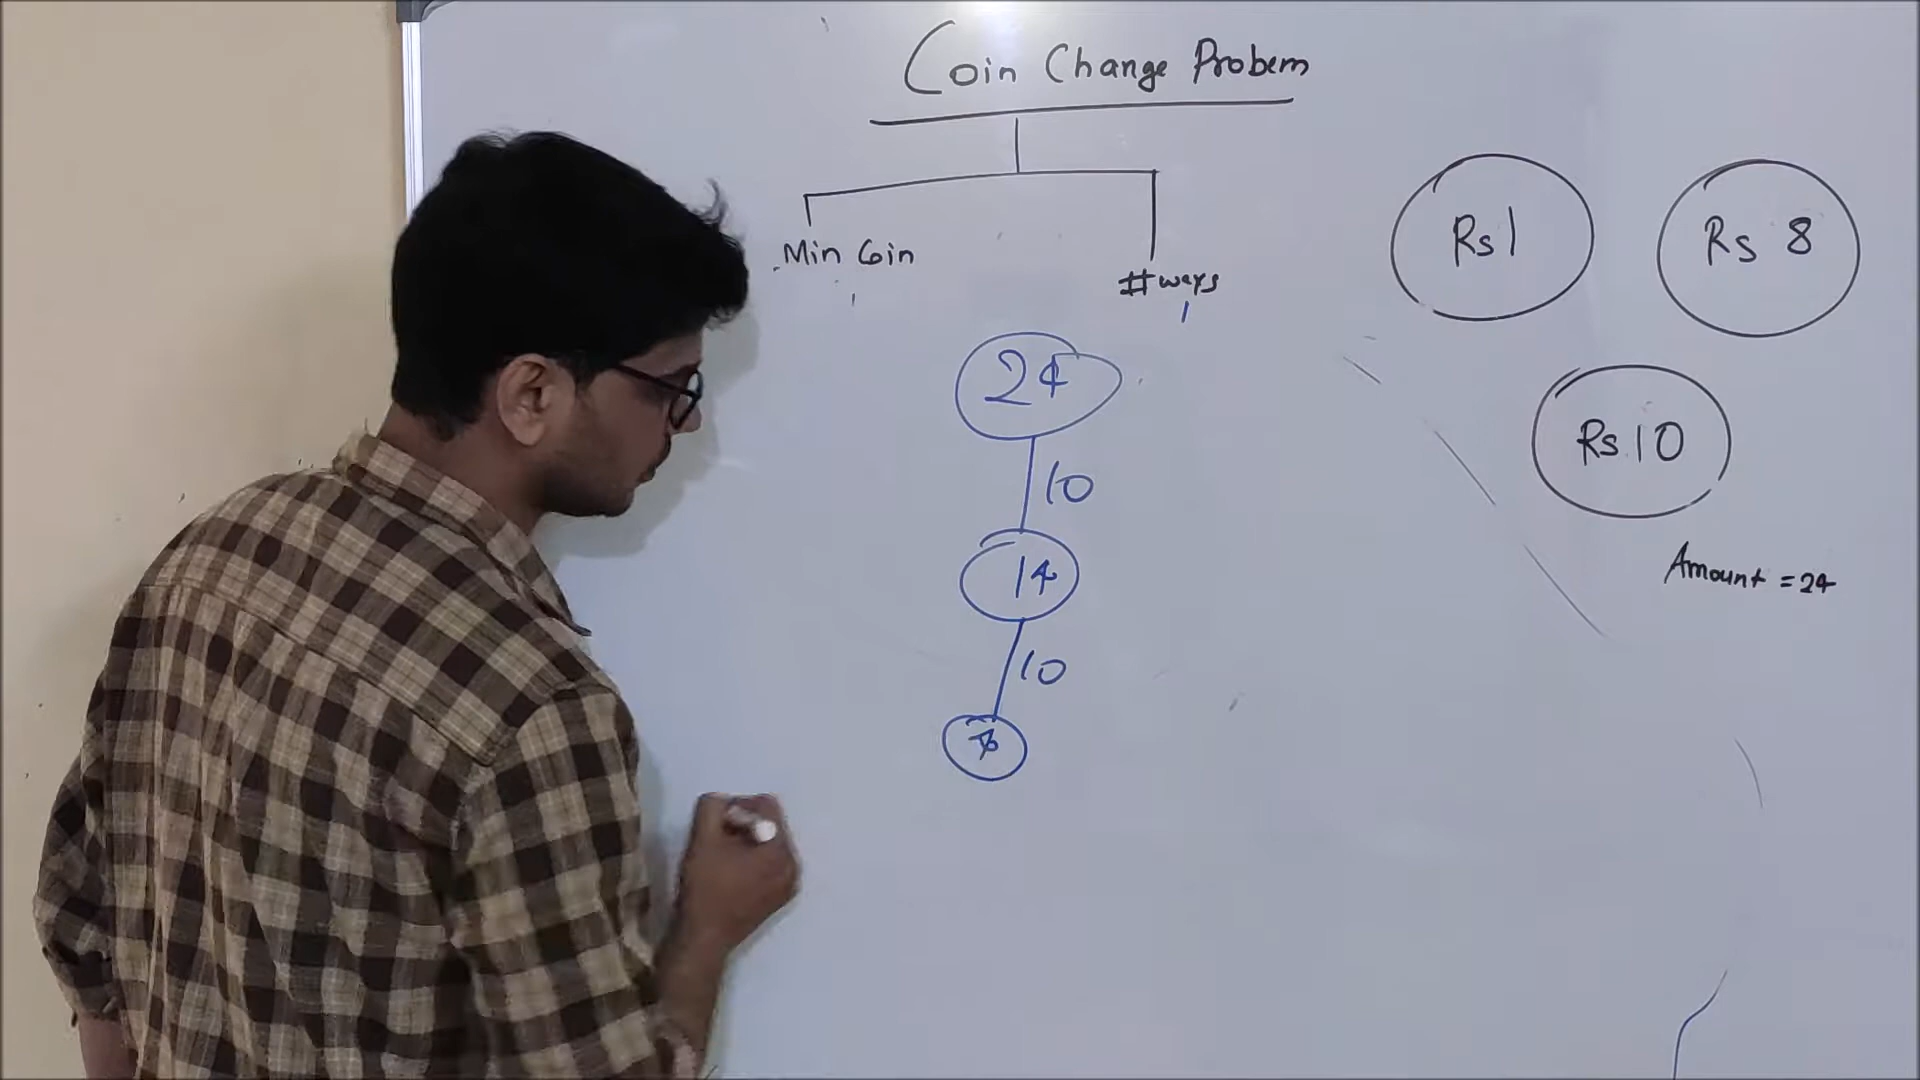 Coin Change Probem
Min Coin
#ways
Rs 1
Rs 8
Rs.10
Amount = 24
24
10
14
10